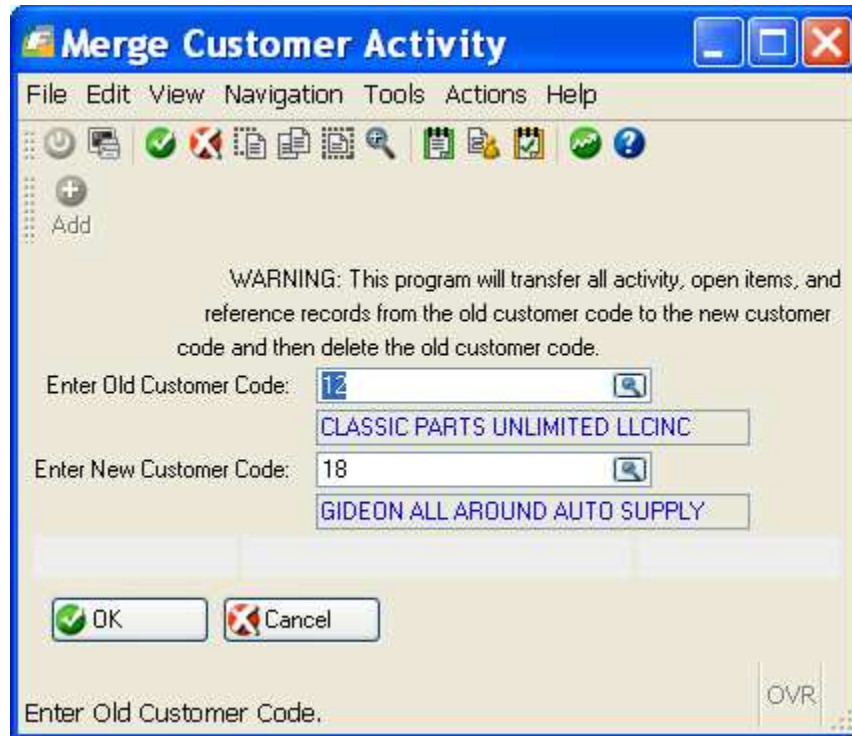 Merge Customer Activity
File Edit View Navigation Tools Actions Help
Add
WARNING: This program will transfer all activity, open items, and
reference records from the old customer code to the new customer
code and then delete the old customer code.
Enter Old Customer Code: 12
CLASSIC PARTS UNLIMITED LLCINC
Enter New Customer Code: 18
GIDEON ALL AROUND AUTO SUPPLY
OK Cancel
OVR
Enter Old Customer Code.